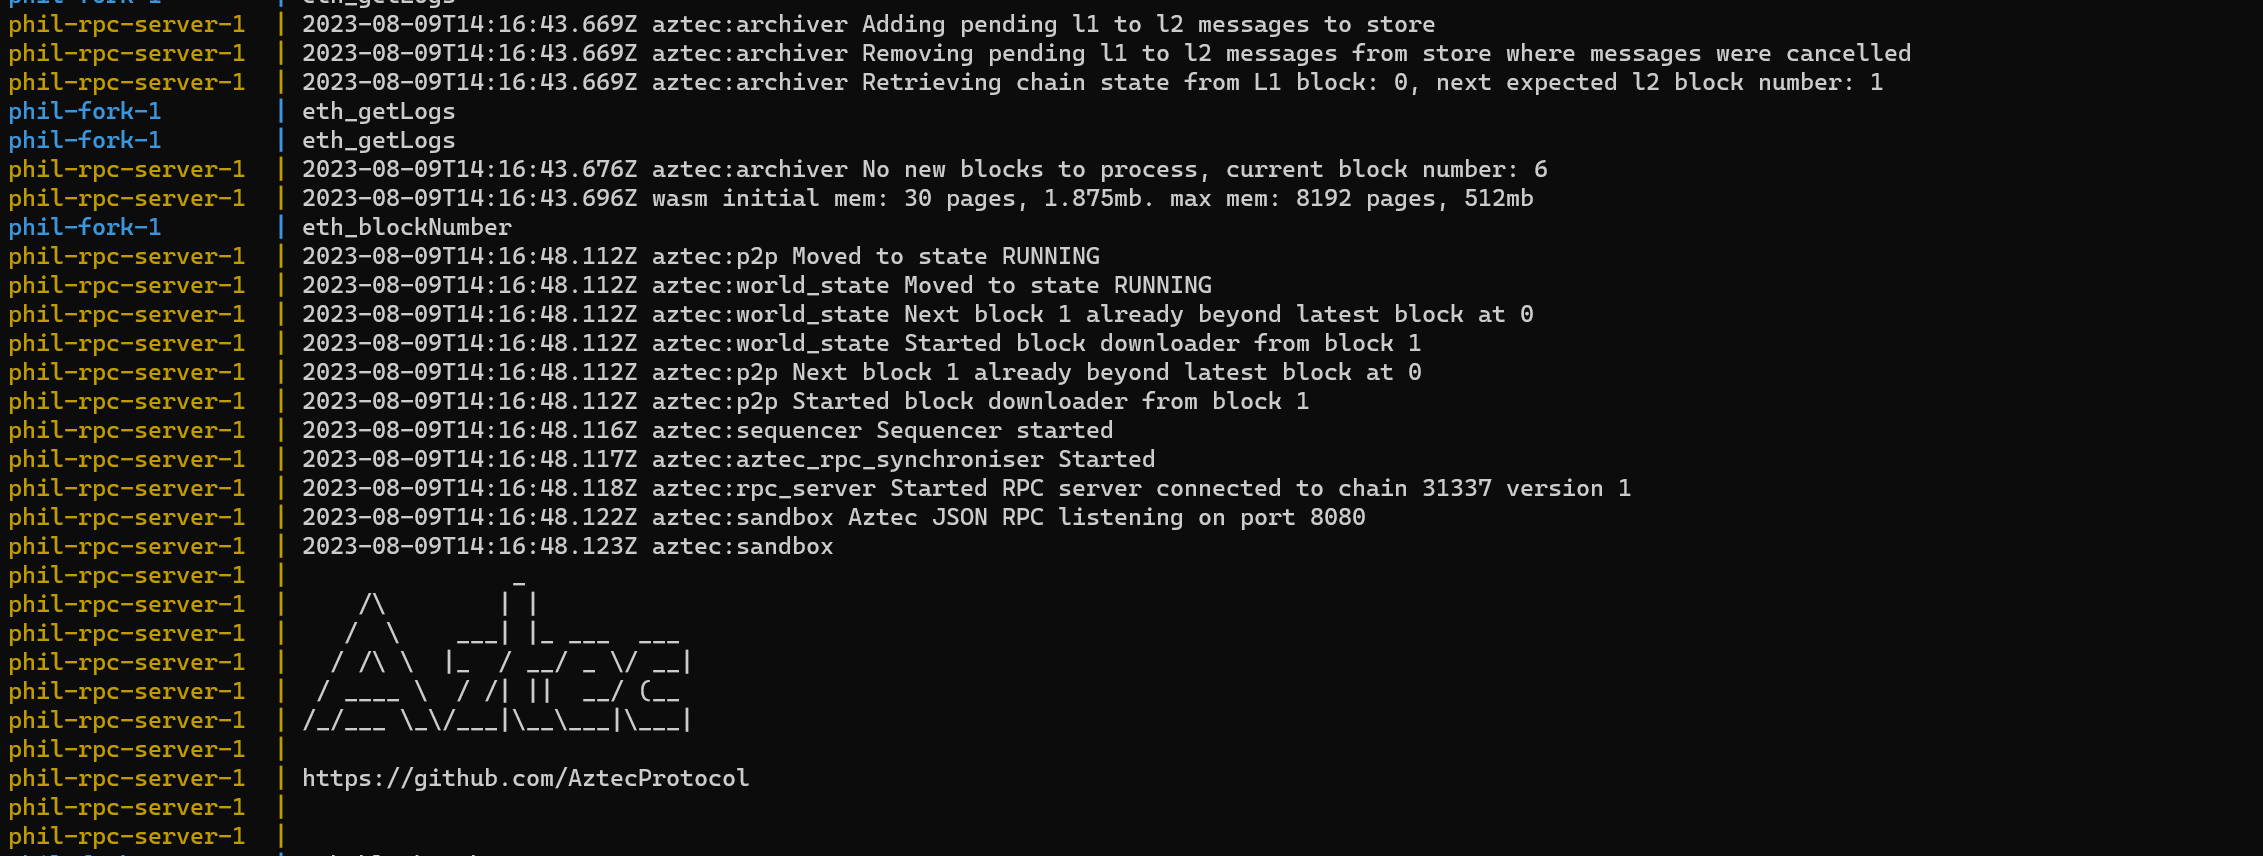 phil-fork-1 | eth_getLogs
phil-rpc-server-1 | 2023-08-09T14:16:43.669Z aztec:archiver Adding pending l1 to l2 messages to store
phil-rpc-server-1 | 2023-08-09T14:16:43.669Z aztec:archiver Removing pending l1 to l2 messages from store where messages were cancelled
phil-rpc-server-1 | 2023-08-09T14:16:43.669Z aztec:archiver Retrieving chain state from L1 block: 0, next expected l2 block number: 1
phil-fork-1 | eth_getLogs
phil-fork-1 | eth_getLogs
phil-rpc-server-1 | 2023-08-09T14:16:43.676Z aztec:archiver No new blocks to process, current block number: 6
phil-rpc-server-1 | 2023-08-09T14:16:43.696Z wasm initial mem: 30 pages, 1.875mb. max mem: 8192 pages, 512mb
phil-fork-1 | eth_blockNumber
phil-rpc-server-1 | 2023-08-09T14:16:48.112Z aztec:p2p Moved to state RUNNING
phil-rpc-server-1 | 2023-08-09T14:16:48.112Z aztec:world_state Moved to state RUNNING
phil-rpc-server-1 | 2023-08-09T14:16:48.112Z aztec:world_state Next block 1 already beyond latest block at 0
phil-rpc-server-1 | 2023-08-09T14:16:48.112Z aztec:world_state Started block downloader from block 1
phil-rpc-server-1 | 2023-08-09T14:16:48.112Z aztec:p2p Next block 1 already beyond latest block at 0
phil-rpc-server-1 | 2023-08-09T14:16:48.112Z aztec:p2p Started block downloader from block 1
phil-rpc-server-1 | 2023-08-09T14:16:48.116Z aztec:sequencer Sequencer started
phil-rpc-server-1 | 2023-08-09T14:16:48.117Z aztec:aztec_rpc_synchroniser Started
phil-rpc-server-1 | 2023-08-09T14:16:48.118Z aztec:rpc_server Started RPC server connected to chain 31337 version 1
phil-rpc-server-1 | 2023-08-09T14:16:48.122Z aztec:sandbox Aztec JSON RPC listening on port 8080
phil-rpc-server-1 | 2023-08-09T14:16:48.123Z aztec:sandbox
phil-rpc-server-1 |                _
phil-rpc-server-1 |     /\        | |
phil-rpc-server-1 |    /  \    ___| |_ ___  ___
phil-rpc-server-1 |   / /\ \  |_  / __/ _ \/ __|
phil-rpc-server-1 |  / ____ \  / /| ||  __/ (__
phil-rpc-server-1 | /_/___ \_\/___|\__\___|\___|
phil-rpc-server-1 |
phil-rpc-server-1 | https://github.com/AztecProtocol
phil-rpc-server-1 |
phil-rpc-server-1 |